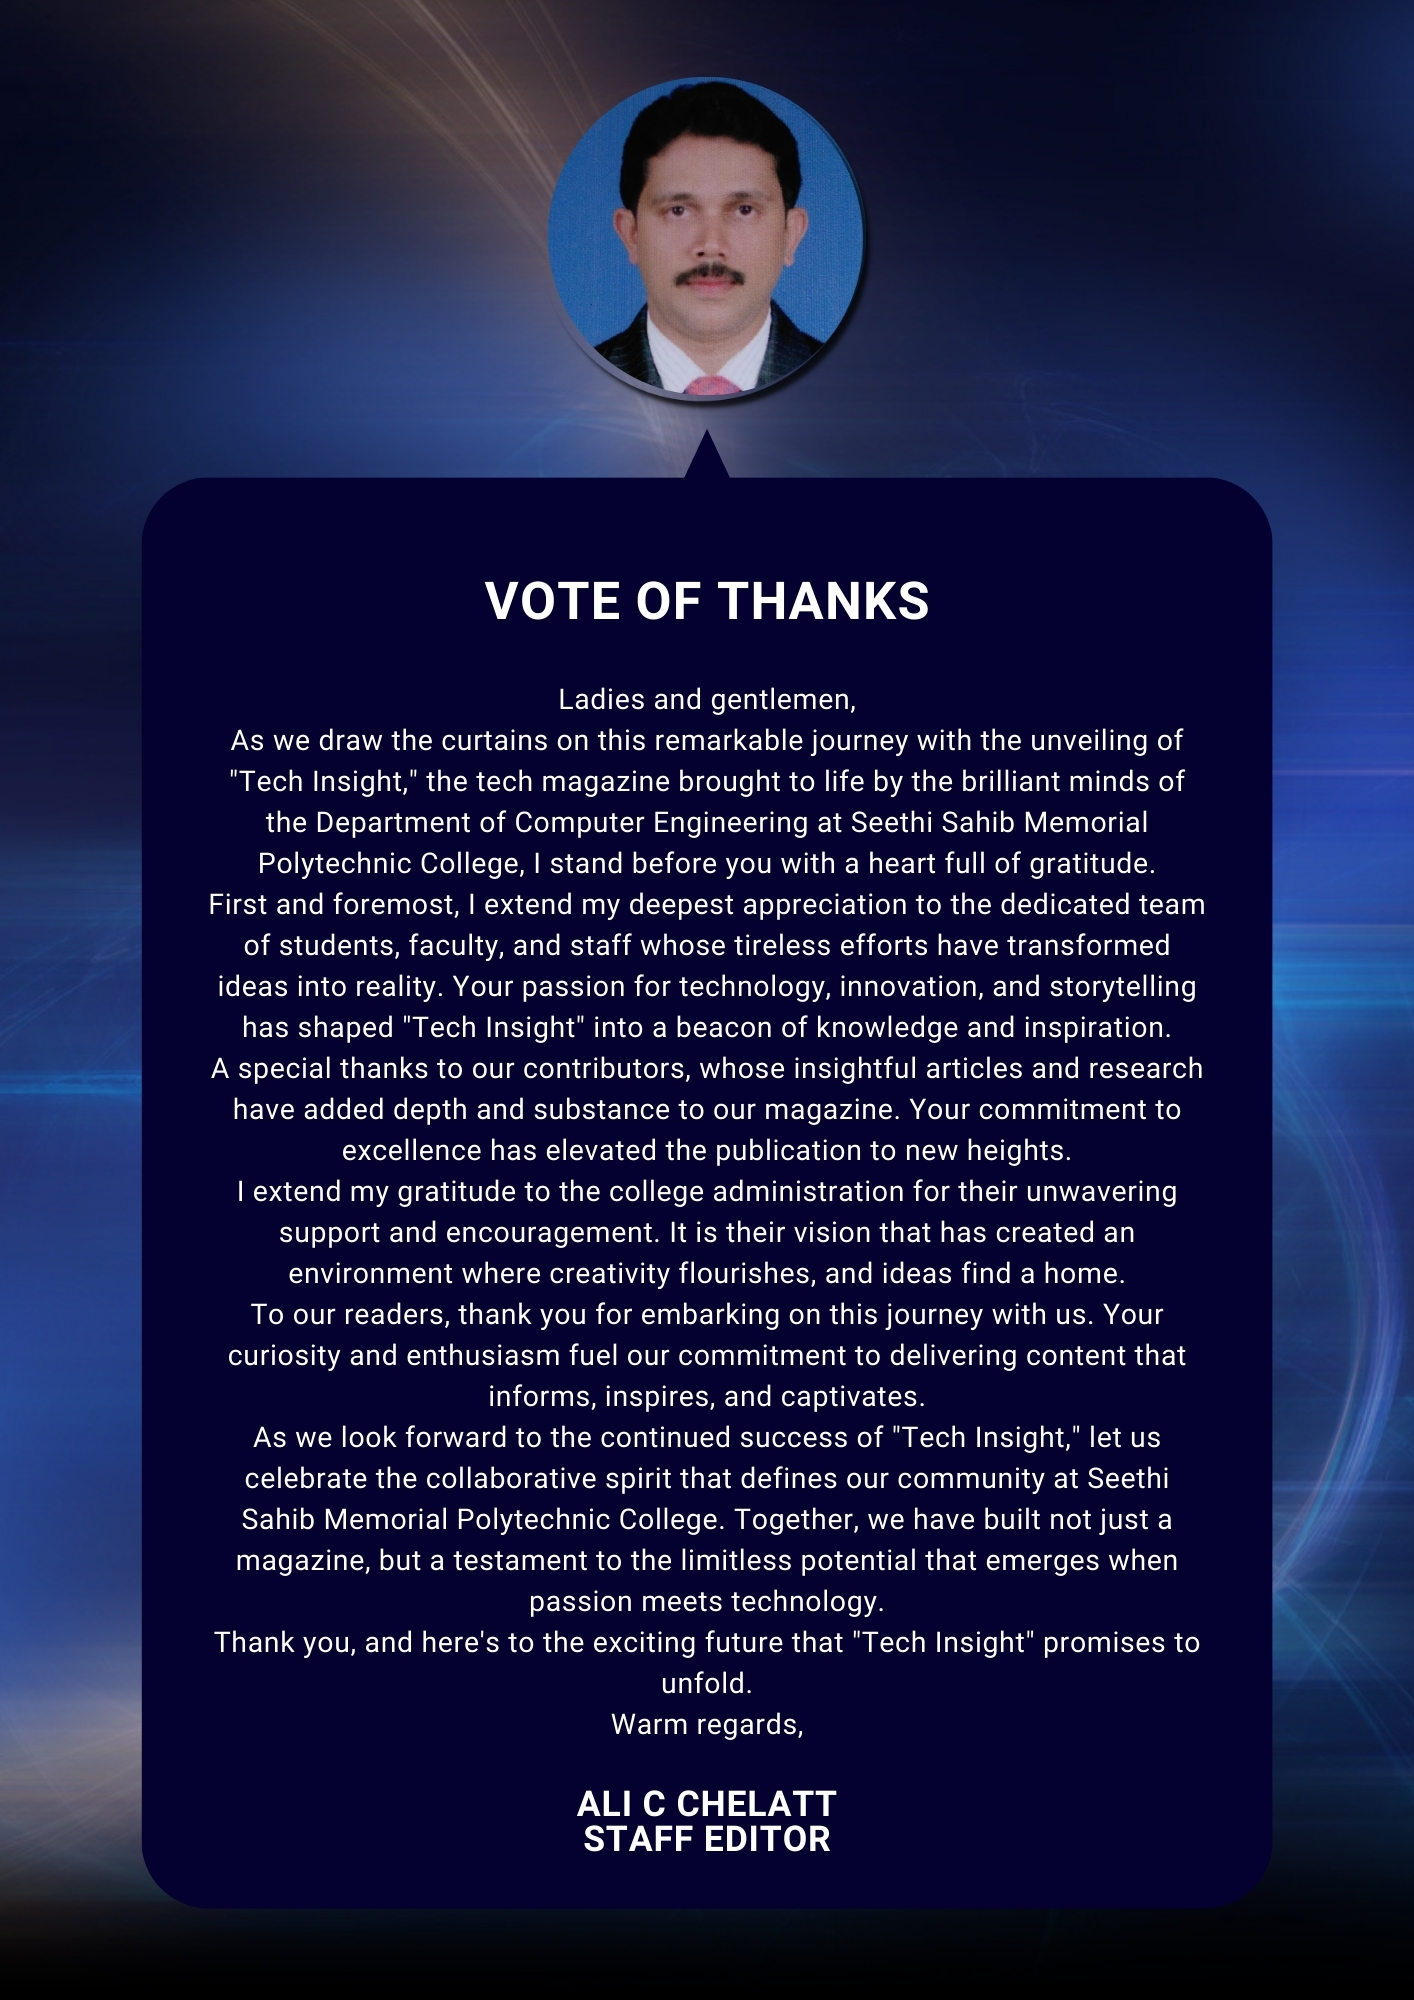 VOTE OF THANKS
Ladies and gentlemen,
As we draw the curtains on this remarkable journey with the unveiling of
"Tech Insight," the tech magazine brought to life by the brilliant minds of
the Department of Computer Engineering at Seethi Sahib Memorial
Polytechnic College, I stand before you with a heart full of gratitude.
First and foremost, I extend my deepest appreciation to the dedicated team
of students, faculty, and staff whose tireless efforts have transformed
ideas into reality. Your passion for technology, innovation, and storytelling
has shaped "Tech Insight" into a beacon of knowledge and inspiration.
A special thanks to our contributors, whose insightful articles and research
have added depth and substance to our magazine. Your commitment to
excellence has elevated the publication to new heights.
I extend my gratitude to the college administration for their unwavering
support and encouragement. It is their vision that has created an
environment where creativity flourishes, and ideas find a home.
To our readers, thank you for embarking on this journey with us. Your
curiosity and enthusiasm fuel our commitment to delivering content that
informs, inspires, and captivates.
As we look forward to the continued success of "Tech Insight," let us
celebrate the collaborative spirit that defines our community at Seethi
Sahib Memorial Polytechnic College. Together, we have built not just a
magazine, but a testament to the limitless potential that emerges when
passion meets technology.
Thank you, and here's to the exciting future that "Tech Insight" promises to
unfold.
Warm regards,
ALI C CHELATT
STAFF EDITOR